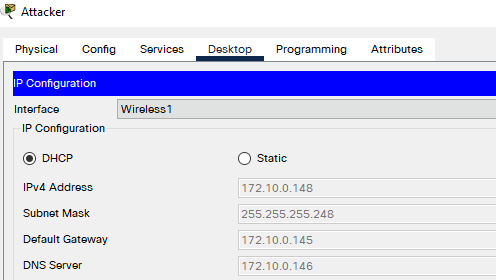 Attacker
Physical Config Services Desktop Programming Attributes
IP Configuration
Interface Wireless1
IP Configuration
DHCP Static
IPv4 Address 172.10.0.148
Subnet Mask 255.255.255.248
Default Gateway 172.10.0.145
DNS Server 172.10.0.146